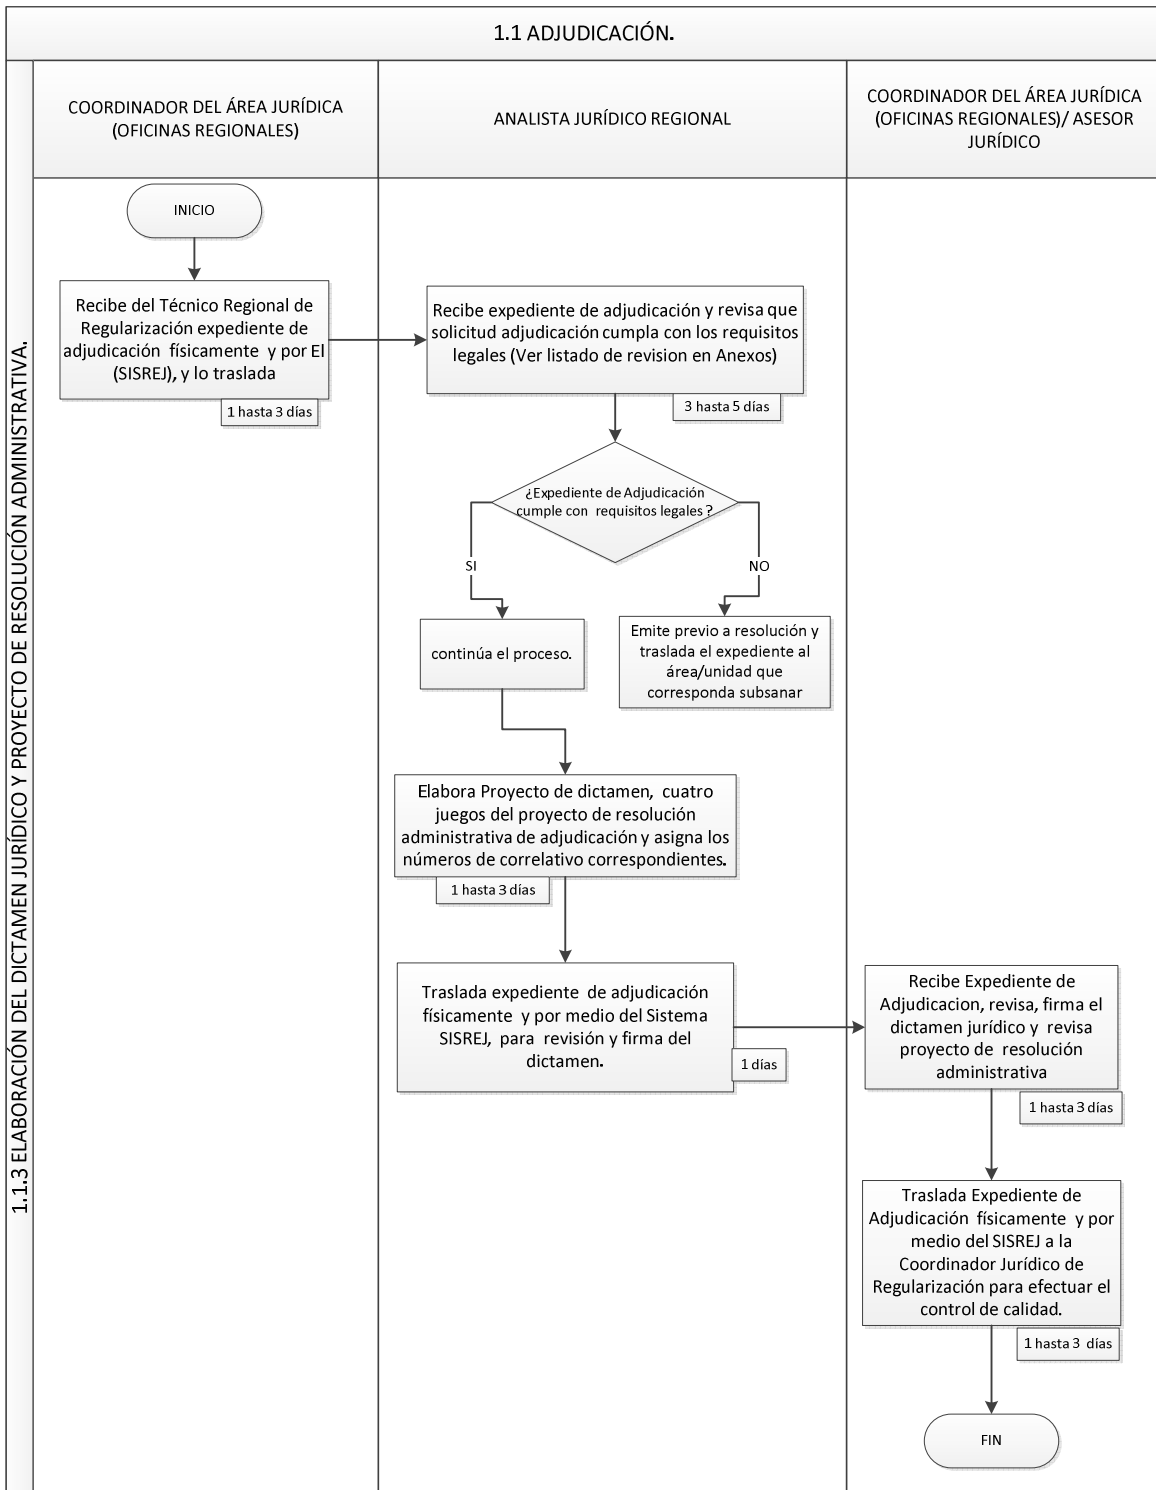 1.1 ADJUDICACIÓN.
1.1.3 ELABORACIÓN DEL DICTAMEN JURÍDICO Y PROYECTO DE RESOLUCIÓN ADMINISTRATIVA.
COORDINADOR DEL ÁREA JURÍDICA
(OFICINAS REGIONALES)
ANALISTA JURÍDICO REGIONAL
COORDINADOR DEL ÁREA JURÍDICA
(OFICINAS REGIONALES)/ ASESOR
JURÍDICO
INICIO
Recibe del Técnico Regional de
Regularización expediente de
adjudicación físicamente y por El
(SISREJ), y lo traslada
1 hasta 3 días
Recibe expediente de adjudicación y revisa que
solicitud adjudicación cumpla con los requisitos
legales (Ver listado de revision en Anexos)
3 hasta 5 días
¿Expediente de Adjudicación
cumple con requisitos legales ?
SI
NO
continúa el proceso.
Emite previo a resolución y
traslada el expediente al
área/unidad que
corresponda subsanar
Elabora Proyecto de dictamen, cuatro
juegos del proyecto de resolución
administrativa de adjudicación y asigna los
números de correlativo correspondientes.
1 hasta 3 días
Traslada expediente de adjudicación
físicamente y por medio del Sistema
SISREJ, para revisión y firma del
dictamen.
1 días
Recibe Expediente de
Adjudicacion, revisa, firma el
dictamen jurídico y revisa
proyecto de resolución
administrativa
1 hasta 3 días
Traslada Expediente de
Adjudicación físicamente y por
medio del SISREJ a la
Coordinador Jurídico de
Regularización para efectuar el
control de calidad.
1 hasta 3 días
FIN